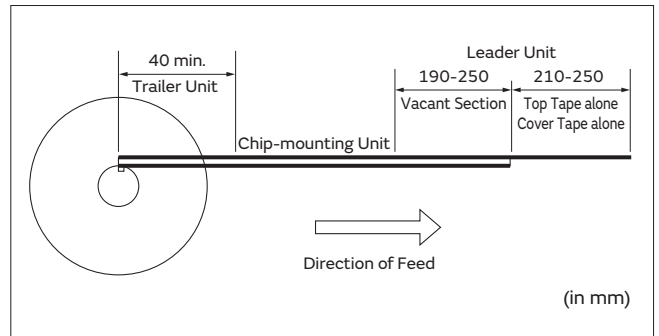 Leader Unit
40 min.
190-250
210-250
Trailer Unit
Vacant Section
Top Tape alone
Cover Tape alone
Chip-mounting Unit
Direction of Feed
(in mm)